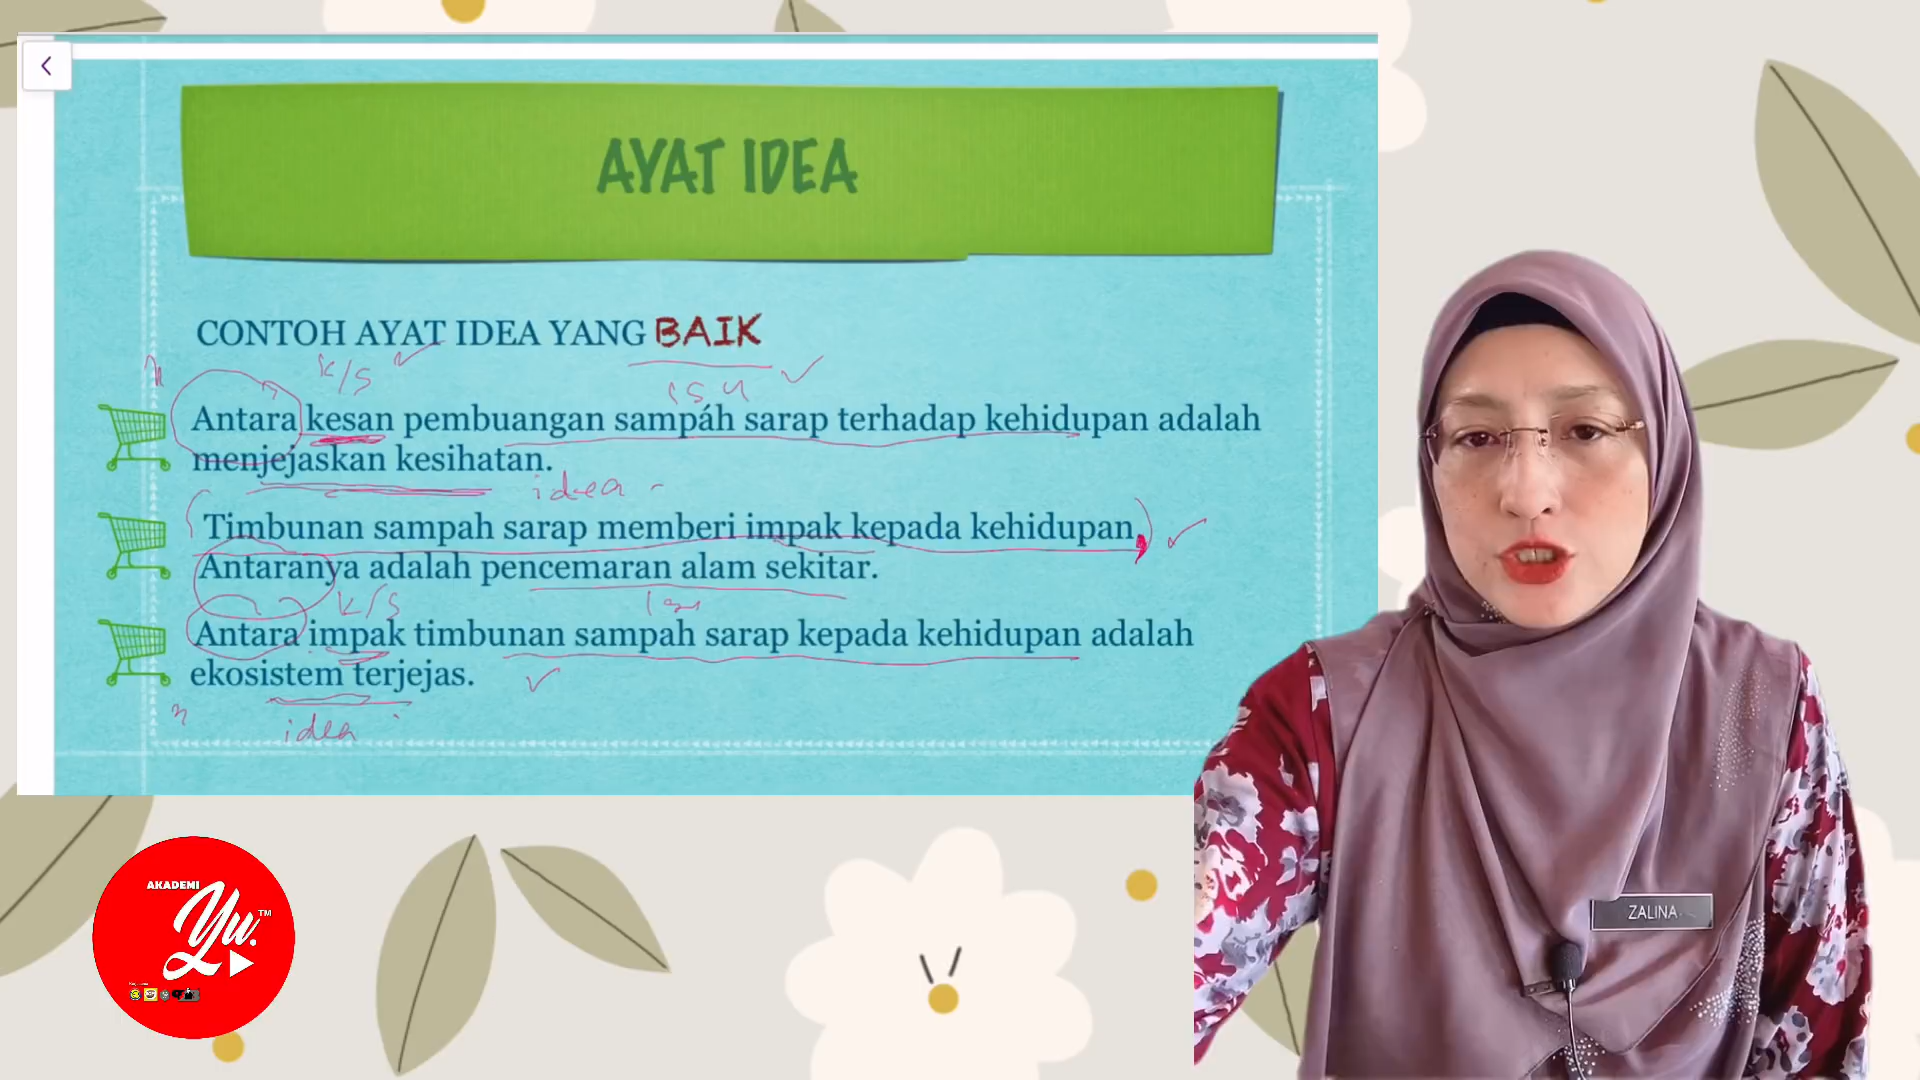 AYAT IDEA
CONTOH AYAT IDEA YANG BAIK
k/s
isu
Antara kesan pembuangan sampáh sarap terhadap kehidupan adalah
menjejaskan kesihatan.
idea
Timbunan sampah sarap memberi impak kepada kehidupan,
Antaranya adalah pencemaran alam sekitar.
k/s
Antara impak timbunan sampah sarap kepada kehidupan adalah
ekosistem terjejas.
idea
AKADEMI
Yu.
TM
ZALINA